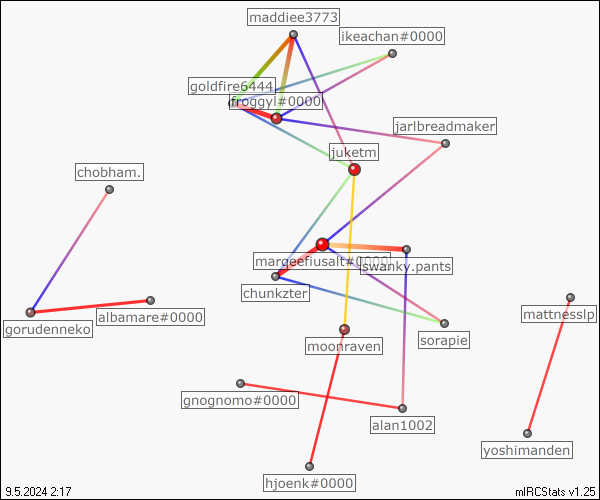 maddiee3773
ikeachan#0000
goldfire6444
froggyl#0000
jarlbreadmaker
juketm
chobham.
margeefiusalt#0000
swanky.pants
chunkzter
albamare#0000
mattnesslp
gorudenneko
sorapie
moonraven
gnognomo#0000
alan1002
yoshimanden
hjoenk#0000
9.5.2024 2:17
mIRCStats v1.25